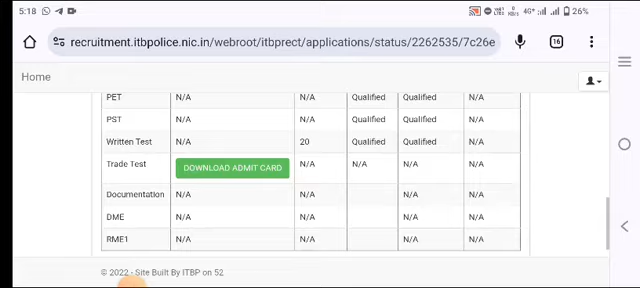 5:18 4G+ 26%
recruitment.itbpolice.nic.in/webroot/itbprect/applications/status/2262535/7c26e 16
Home
PET N/A N/A Qualified Qualified N/A
PST N/A N/A Qualified Qualified N/A
Written Test N/A 20 Qualified Qualified N/A
Trade Test DOWNLOAD ADMIT CARD N/A N/A N/A N/A
Documentation N/A N/A N/A N/A
DME N/A N/A N/A N/A
RME1 N/A N/A N/A N/A
© 2022 - Site Built By ITBP on 52